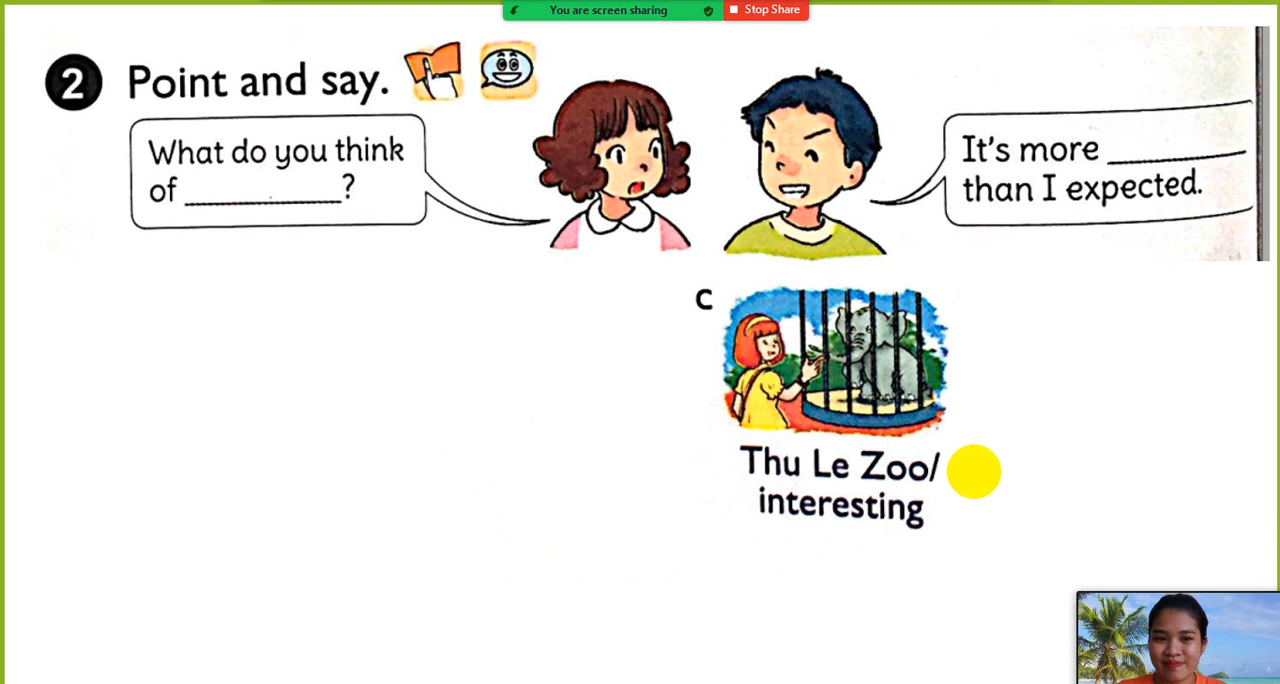 You are screen sharing
Stop Share
2 Point and say.
What do you think
of ____________?
It's more __________
than I expected.
C
Thu Le Zoo/
interesting